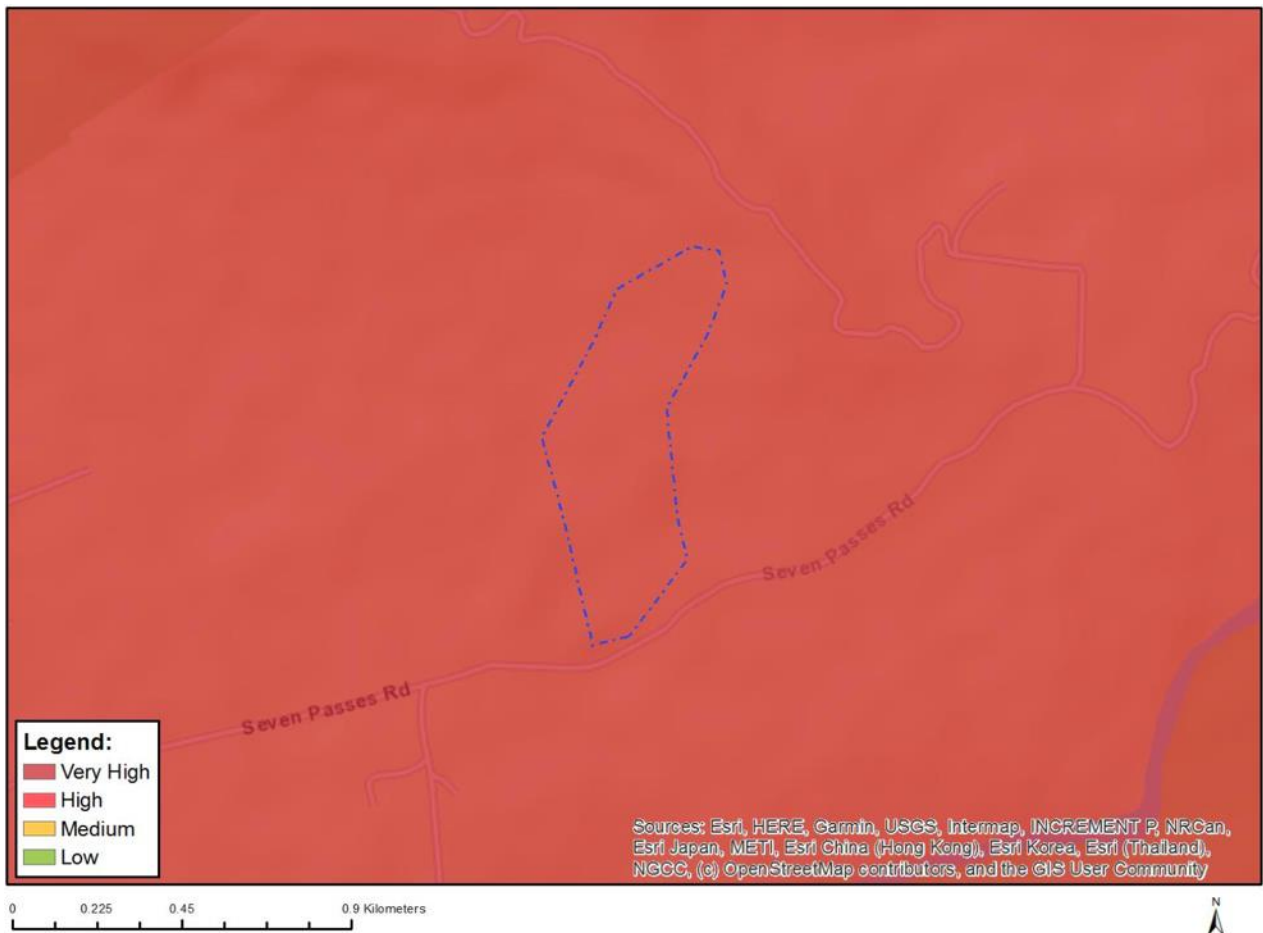 Seven Passes Rd
Seven Passes Rd
Legend:
Very High
High
Medium
Low
Sources: Esri, HERE, Garmin, USGS, Intermap, INCREMENT P, NRCan,
Esri Japan, METI, Esri China (Hong Kong), Esri Korea, Esri (Thailand),
NGCC, (c) OpenStreetMap contributors, and the GIS User Community
0 0.225 0.45 0.9 Kilometers
N